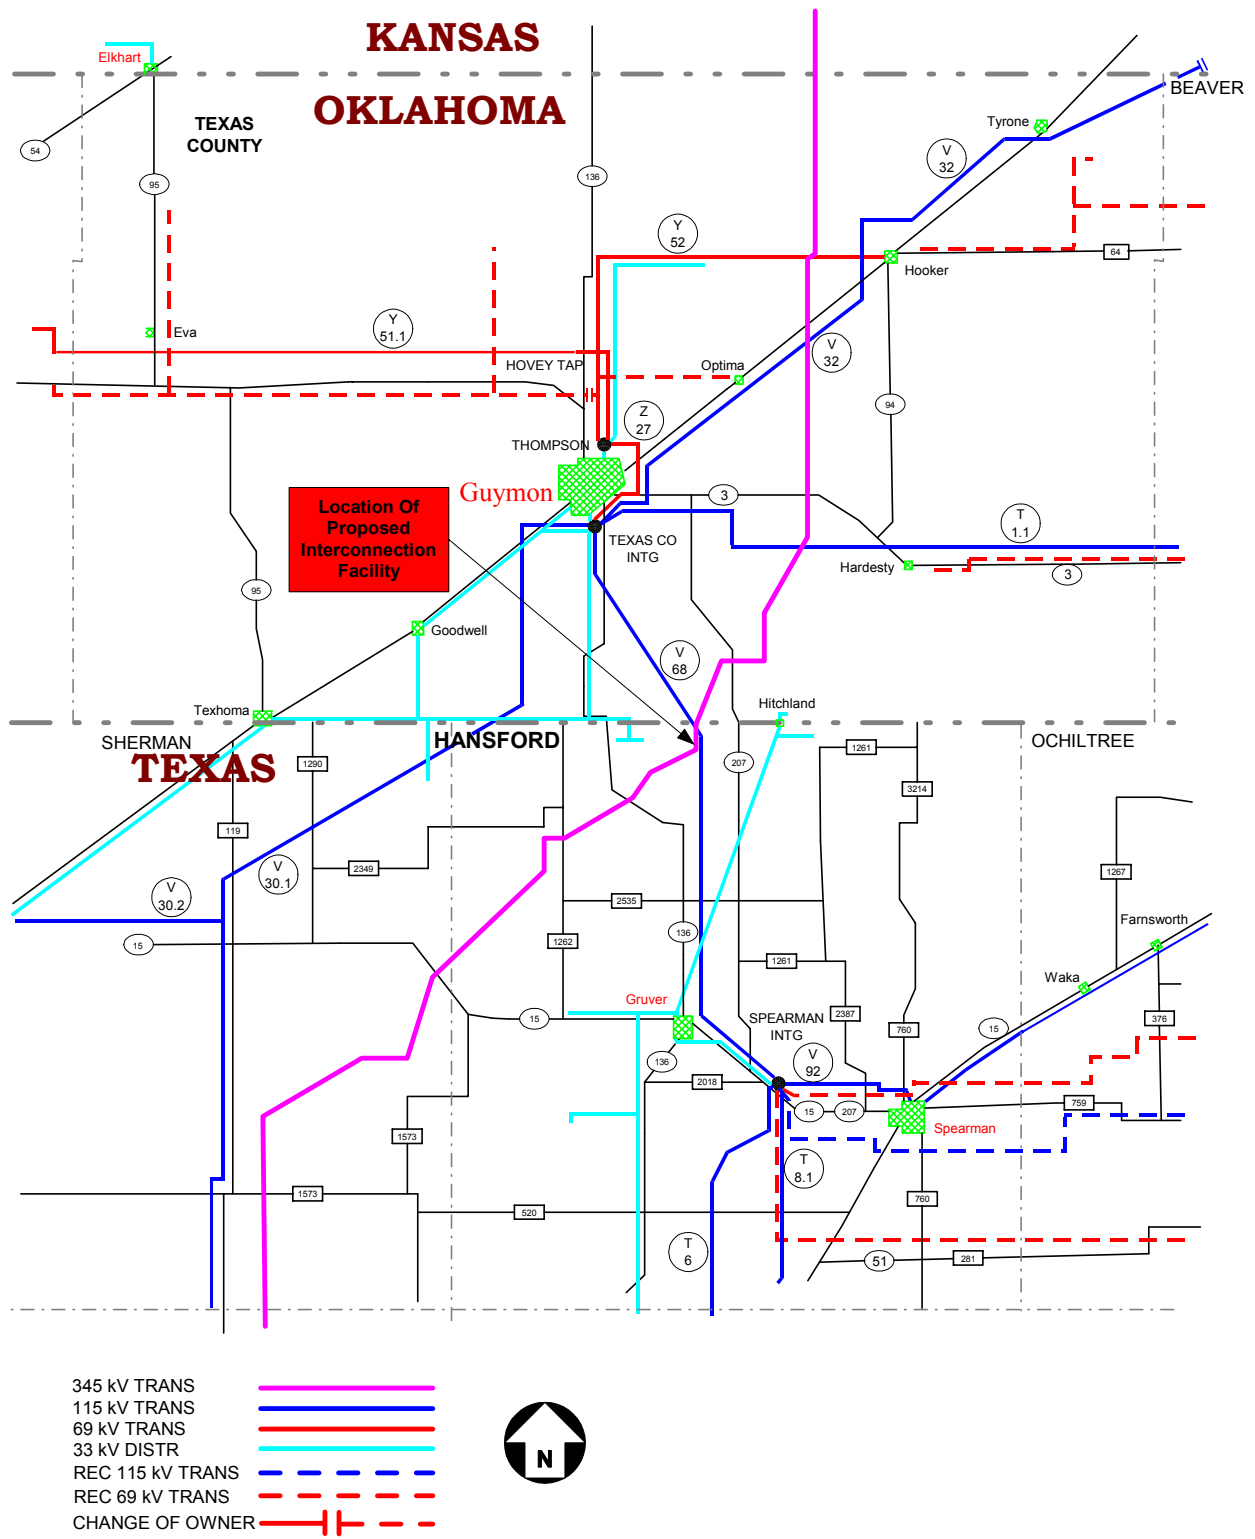 KANSAS
Elkhart
OKLAHOMA
BEAVER
TEXAS
COUNTY
Tyrone
54
V
32
95
136
Y
52
64
Hooker
Y
51.1
Eva
HOVEY TAP
Optima
V
32
94
Z
27
THOMPSON
Guymon
3
Location Of
Proposed
Interconnection
Facility
TEXAS CO
INTG
T
1.1
Hardesty
3
95
Goodwell
V
68
Texhoma
Hitchland
SHERMAN
HANSFORD
OCHILTREE
TEXAS
1290
207
1261
3214
119
2349
1267
V
30.1
V
30.2
2535
Farnsworth
15
1262
136
1261
Waka
Gruver
15
SPEARMAN
INTG
2387
760
15
376
136
V
92
2018
15
207
759
Spearman
1573
T
8.1
1573
760
520
T
6
51
281
345 kV TRANS
115 kV TRANS
69 kV TRANS
33 kV DISTR
REC 115 kV TRANS
REC 69 kV TRANS
CHANGE OF OWNER
N